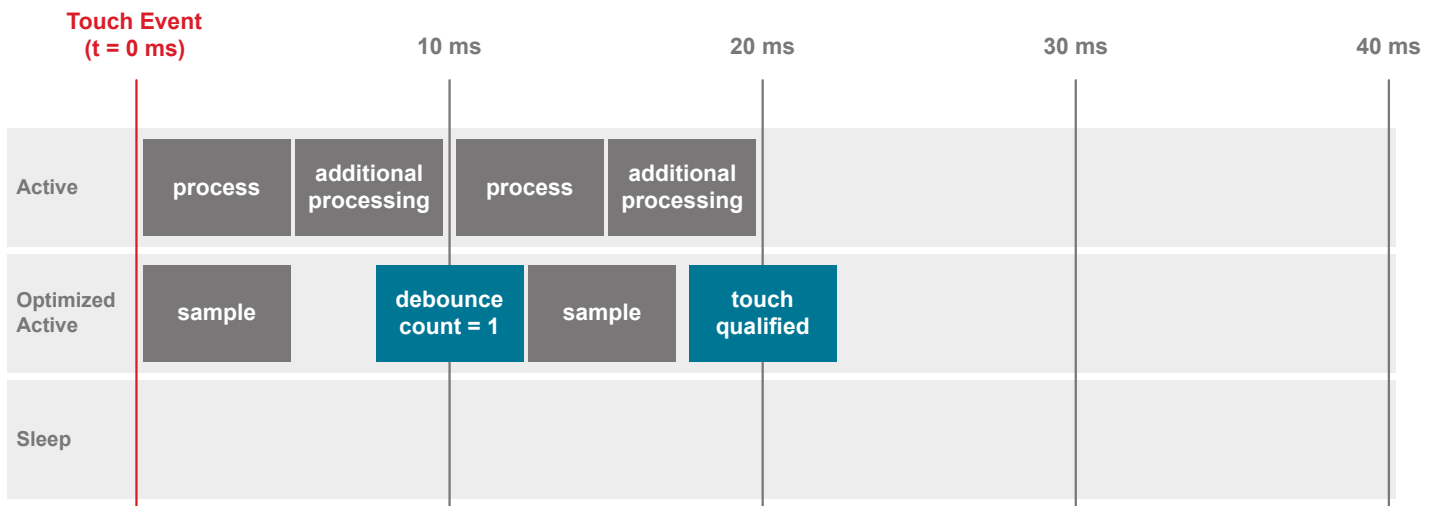 Touch Event
(t = 0 ms)
10 ms
20 ms
30 ms
40 ms
Active
process
additional
processing
process
additional
processing
Optimized
Active
sample
debounce
count = 1
sample
touch
qualified
Sleep